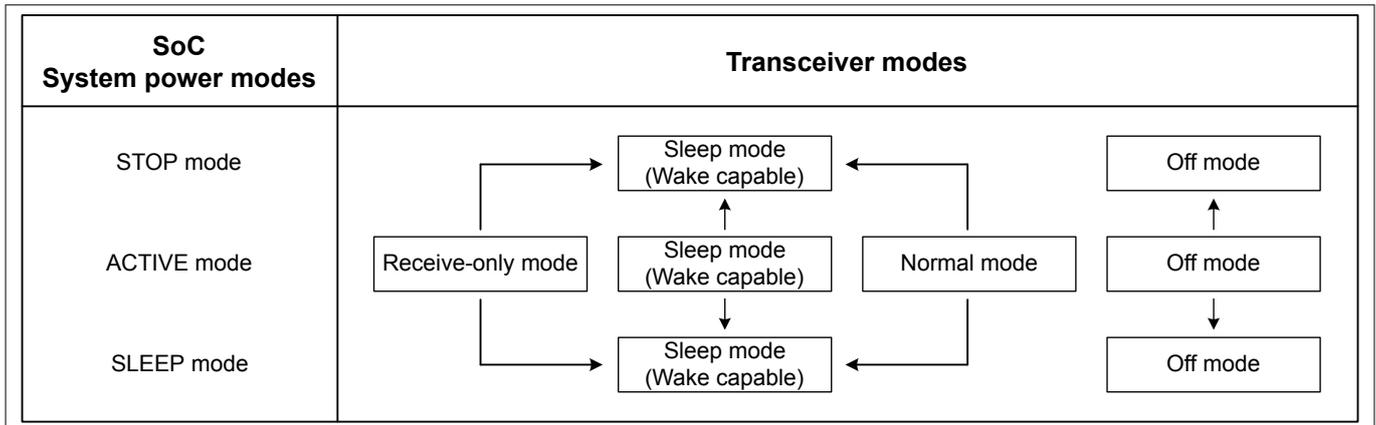 SoC
System power modes
Transceiver modes
STOP mode
Sleep mode
(Wake capable)
Off mode
ACTIVE mode
Receive-only mode
Sleep mode
(Wake capable)
Normal mode
Off mode
SLEEP mode
Sleep mode
(Wake capable)
Off mode